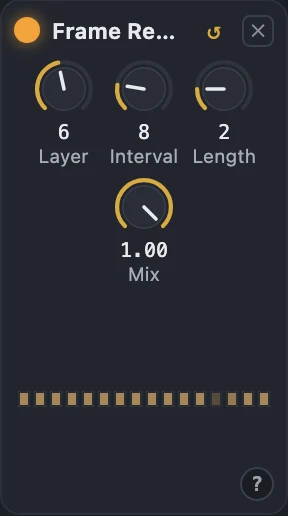 Frame Re... ↺ ×
6 8 2
Layer Interval Length
1.00
Mix
?